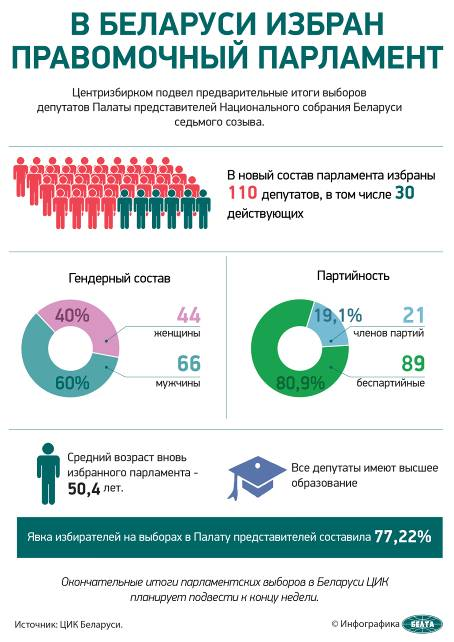 В БЕЛАРУСИ ИЗБРАН
ПРАВОМОЧНЫЙ ПАРЛАМЕНТ
Центризбирком подвел предварительные итоги выборов
депутатов Палаты представителей Национального собрания Беларуси
седьмого созыва.
В новый состав парламента избраны
110 депутатов, в том числе 30
действующих
Гендерный состав
40%
44
женщины
66
мужчины
60%
Партийность
19,1%
21
членов партий
89
беспартийные
80,9%
Средний возраст вновь
избранного парламента -
50,4 лет.
Все депутаты имеют высшее
образование
Явка избирателей на выборах в Палату представителей составила 77,22%
Окончательные итоги парламентских выборов в Беларуси ЦИК
планирует подвести к концу недели.
Источник: ЦИК Беларуси.
© Инфографика БЕЛТА